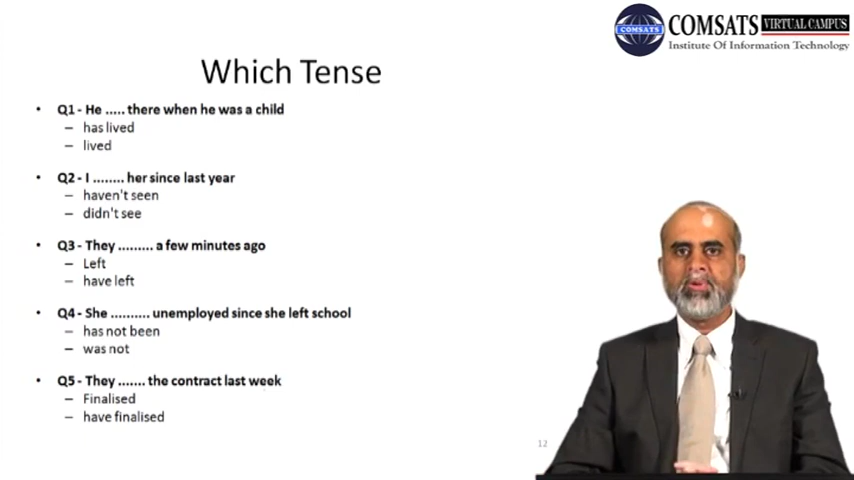 COMSATS VIRTUAL CAMPUS
Institute Of Information Technology
COMSATS
Which Tense
• Q1 - He ..... there when he was a child
– has lived
– lived
• Q2 - I ........ her since last year
– haven't seen
– didn't see
• Q3 - They ......... a few minutes ago
– Left
– have left
• Q4 - She .......... unemployed since she left school
– has not been
– was not
• Q5 - They ....... the contract last week
– Finalised
– have finalised
12